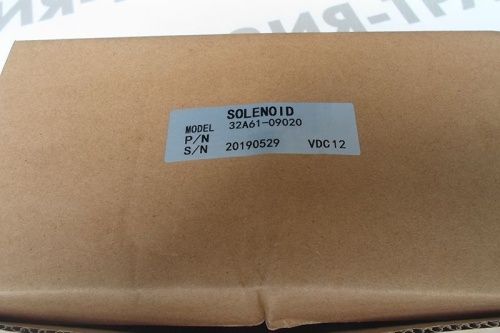 SOLENOID
MODEL 32A61-09020
P/N
S/N 20190529 VDC12